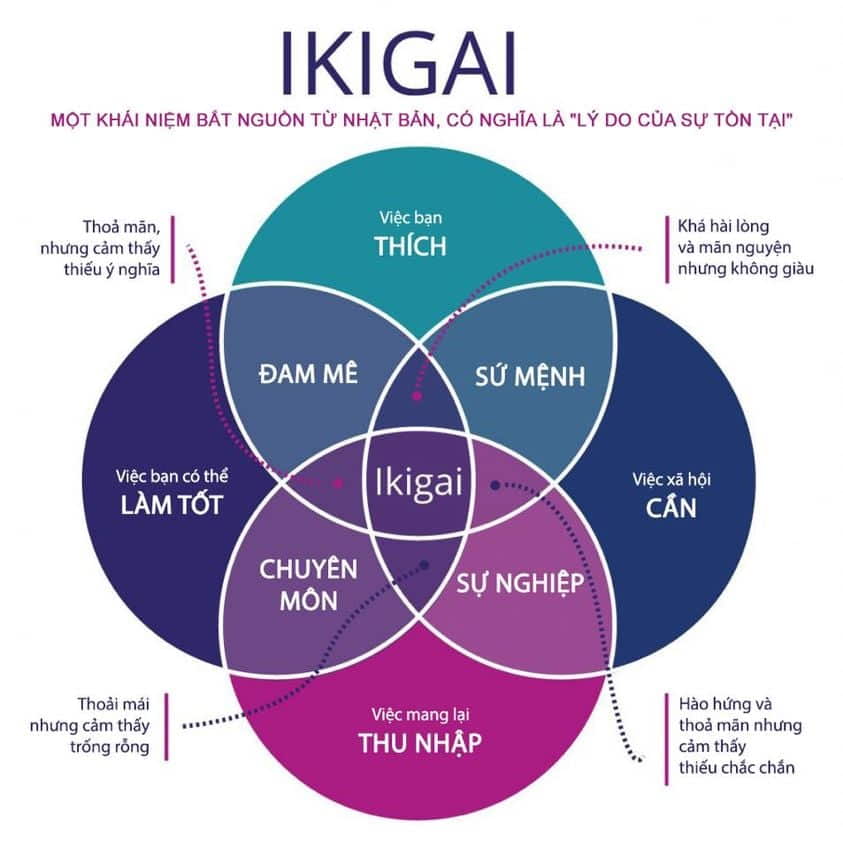 IKIGAI
MỘT KHÁI NIỆM BẮT NGUỒN TỪ NHẬT BẢN, CÓ NGHĨA LÀ "LÝ DO CỦA SỰ TỒN TẠI"
Việc bạn
THÍCH
Thoả mãn,
nhưng cảm thấy
thiếu ý nghĩa
Khá hài lòng
và mãn nguyện
nhưng không giàu
ĐAM MÊ
SỨ MỆNH
Việc bạn có thể
LÀM TỐT
Ikigai
Việc xã hội
CẦN
CHUYÊN
MÔN
SỰ NGHIỆP
Thoải mái
nhưng cảm thấy
trống rỗng
Việc mang lại
THU NHẬP
Hào hứng và
thoả mãn nhưng
cảm thấy
thiếu chắc chắn